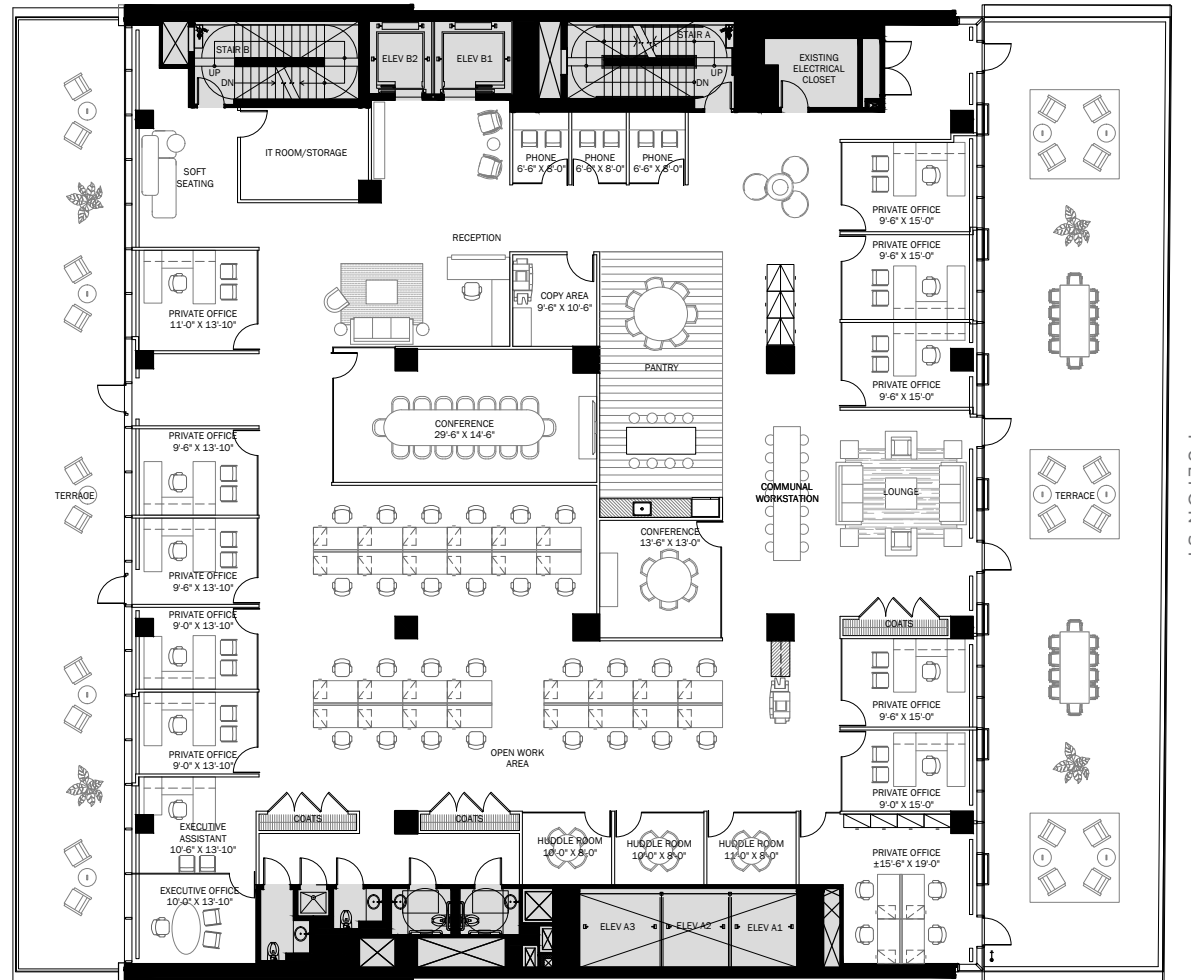 STAIR B
UP
DN
ELEV B2
ELEV B1
STAIR A
UP
DN
EXISTING
ELECTRICAL
CLOSET
IT ROOM/STORAGE
SOFT
SEATING
PHONE
6'-6" X 8'-0"
PHONE
6'-6" X 8'-0"
PHONE
6'-6" X 8'-0"
PRIVATE OFFICE
9'-6" X 15'-0"
RECEPTION
PRIVATE OFFICE
9'-6" X 15'-0"
COPY AREA
9'-6" X 10'-6"
PRIVATE OFFICE
11'-0" X 13'-10"
PANTRY
PRIVATE OFFICE
9'-6" X 15'-0"
CONFERENCE
29'-6" X 14'-6"
PRIVATE OFFICE
9'-6" X 13'-10"
TERRACE
COMMUNAL
WORKSTATION
LOUNGE
TERRACE
CONFERENCE
13'-6" X 13'-0"
PRIVATE OFFICE
9'-6" X 13'-10"
PRIVATE OFFICE
9'-0" X 13'-10"
COATS
PRIVATE OFFICE
9'-6" X 15'-0"
PRIVATE OFFICE
9'-0" X 13'-10"
OPEN WORK
AREA
PRIVATE OFFICE
9'-0" X 15'-0"
COATS
COATS
EXECUTIVE
ASSISTANT
10'-6" X 13'-10"
HUDDLE ROOM
10'-0" X 8'-0"
HUDDLE ROOM
10'-0" X 8'-0"
HUDDLE ROOM
11'-0" X 8'-0"
PRIVATE OFFICE
±15'-6" X 19'-0"
EXECUTIVE OFFICE
10'-0" X 13'-10"
ELEV A3
ELEV A2
ELEV A1